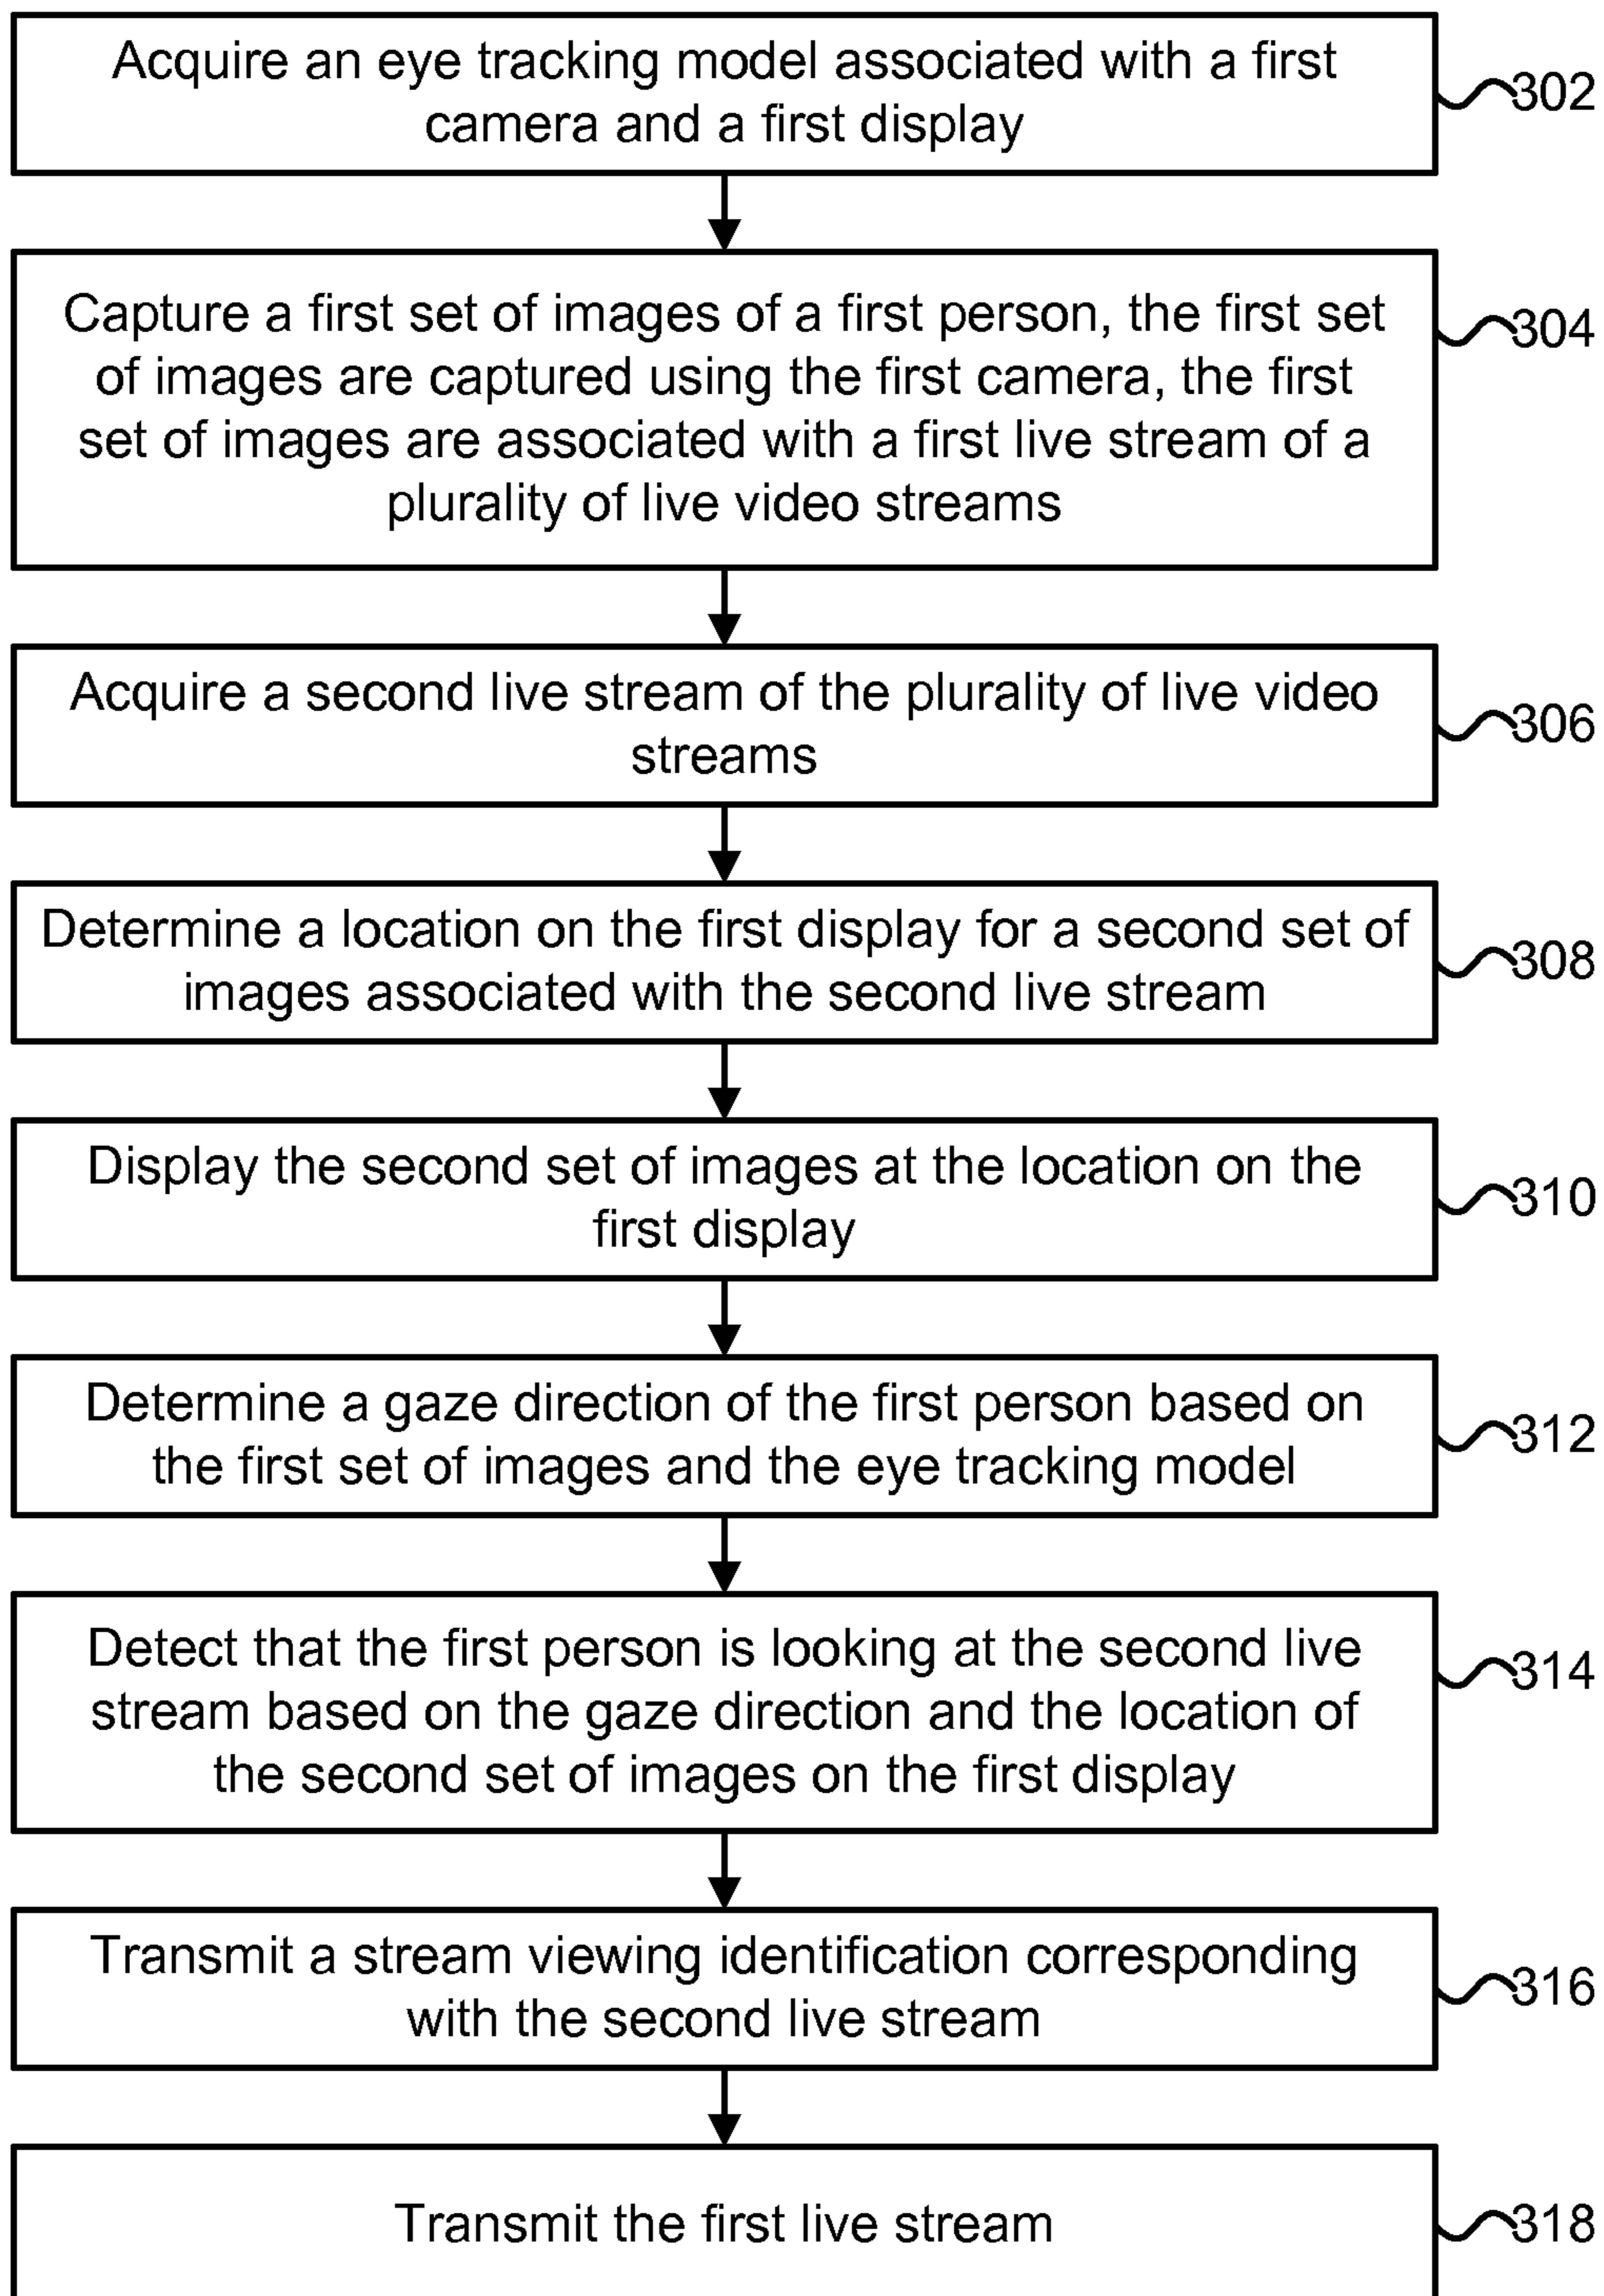 Acquire an eye tracking model associated with a first
camera and a first display
302
Capture a first set of images of a first person, the first set
of images are captured using the first camera, the first
set of images are associated with a first live stream of a
plurality of live video streams
304
Acquire a second live stream of the plurality of live video
streams
306
Determine a location on the first display for a second set of
images associated with the second live stream
308
Display the second set of images at the location on the
first display
310
Determine a gaze direction of the first person based on
the first set of images and the eye tracking model
312
Detect that the first person is looking at the second live
stream based on the gaze direction and the location of
the second set of images on the first display
314
Transmit a stream viewing identification corresponding
with the second live stream
316
Transmit the first live stream
318